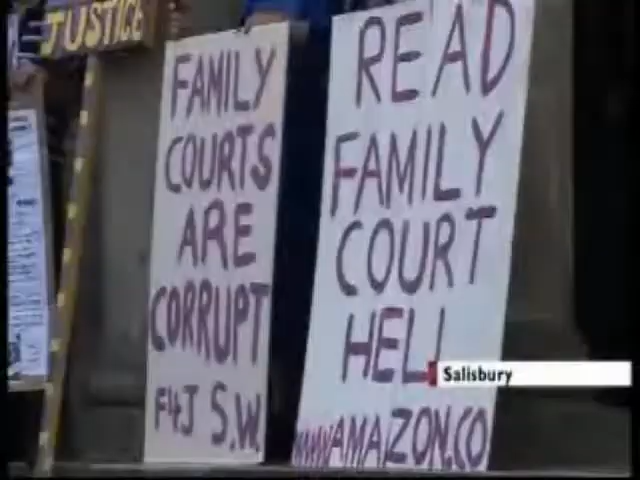 JUSTICE
FAMILY
COURTS
ARE
CORRUPT
F4J S.W.
READ
FAMILY
COURT
HELL
WWW.AMAZON.CO
Salisbury